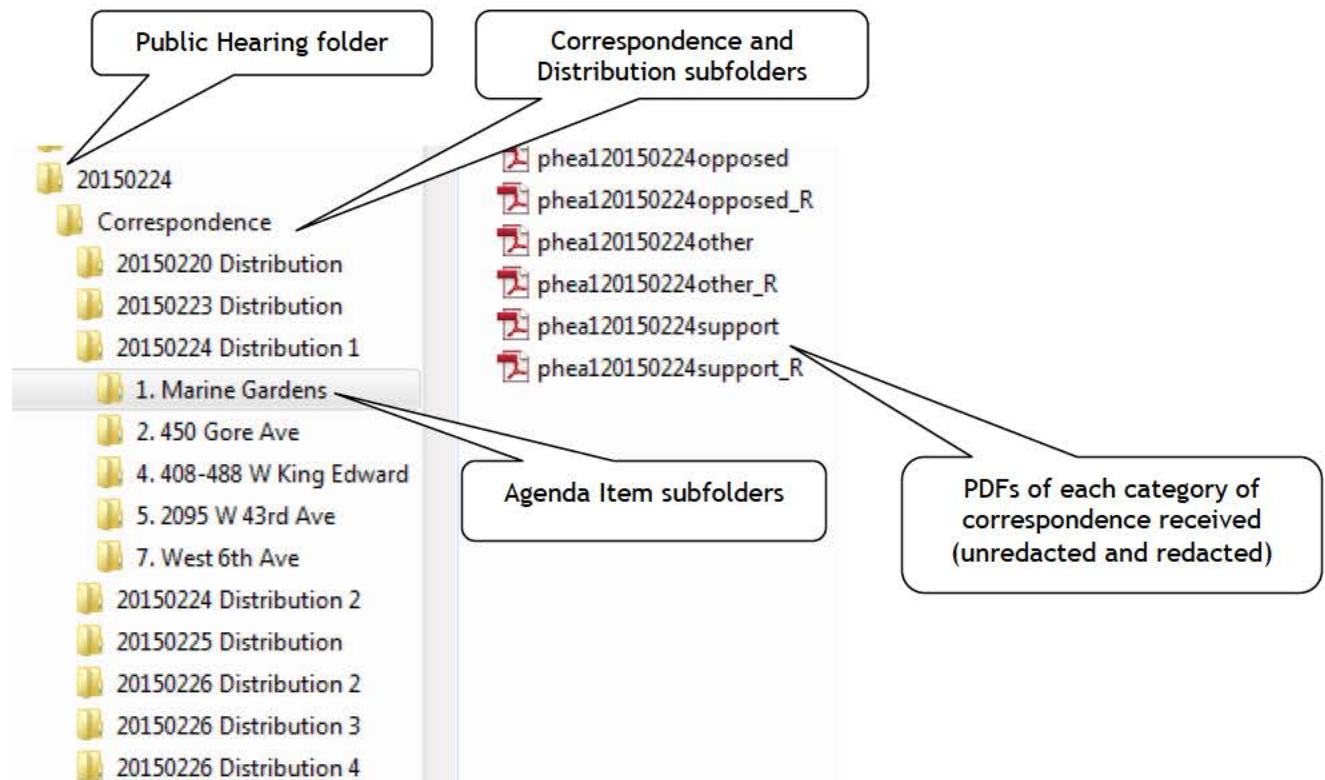 Public Hearing folder
Correspondence and
Distribution subfolders
20150224
Correspondence
20150220 Distribution
20150223 Distribution
20150224 Distribution 1
1. Marine Gardens
2. 450 Gore Ave
4. 408-488 W King Edward
5. 2095 W 43rd Ave
7. West 6th Ave
20150224 Distribution 2
20150225 Distribution
20150226 Distribution 2
20150226 Distribution 3
20150226 Distribution 4
phea120150224opposed
phea120150224opposed_R
phea120150224other
phea120150224other_R
phea120150224support
phea120150224support_R
Agenda Item subfolders
PDFs of each category of
correspondence received
(unredacted and redacted)